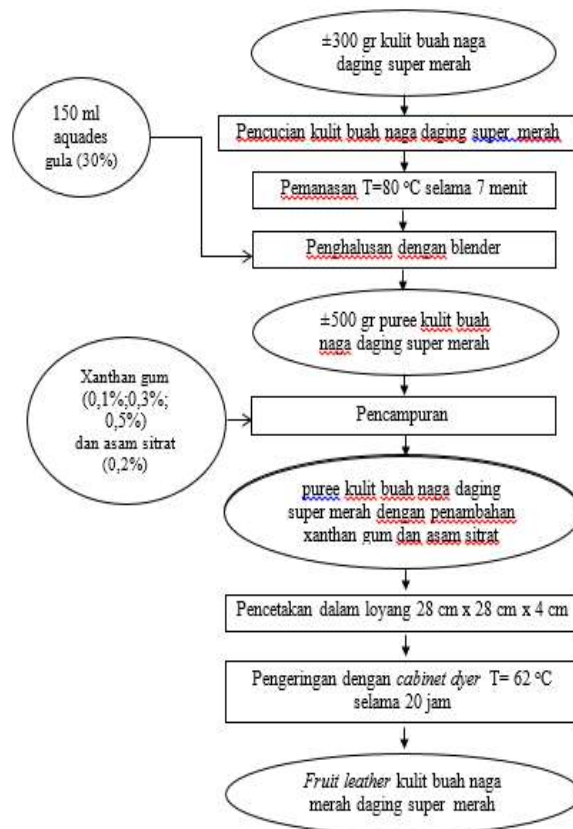 ±300 gr kulit buah naga
daging super merah
150 ml
aquades
gula (30%)
Pencucian kulit buah naga daging super merah
Pemanasan T=80 °C selama 7 menit
Penghalusan dengan blender
±500 gr puree kulit buah
naga daging super merah
Xanthan gum
(0,1%;0,3%;
0,5%)
dan asam sitrat
(0,2%)
Pencampuran
puree kulit buah naga daging
super merah dengan penambahan
xanthan gum dan asam sitrat
Pencetakan dalam loyang 28 cm x 28 cm x 4 cm
Pengeringan dengan cabinet dyer T= 62 °C
selama 20 jam
Fruit leather kulit buah naga
merah daging super merah